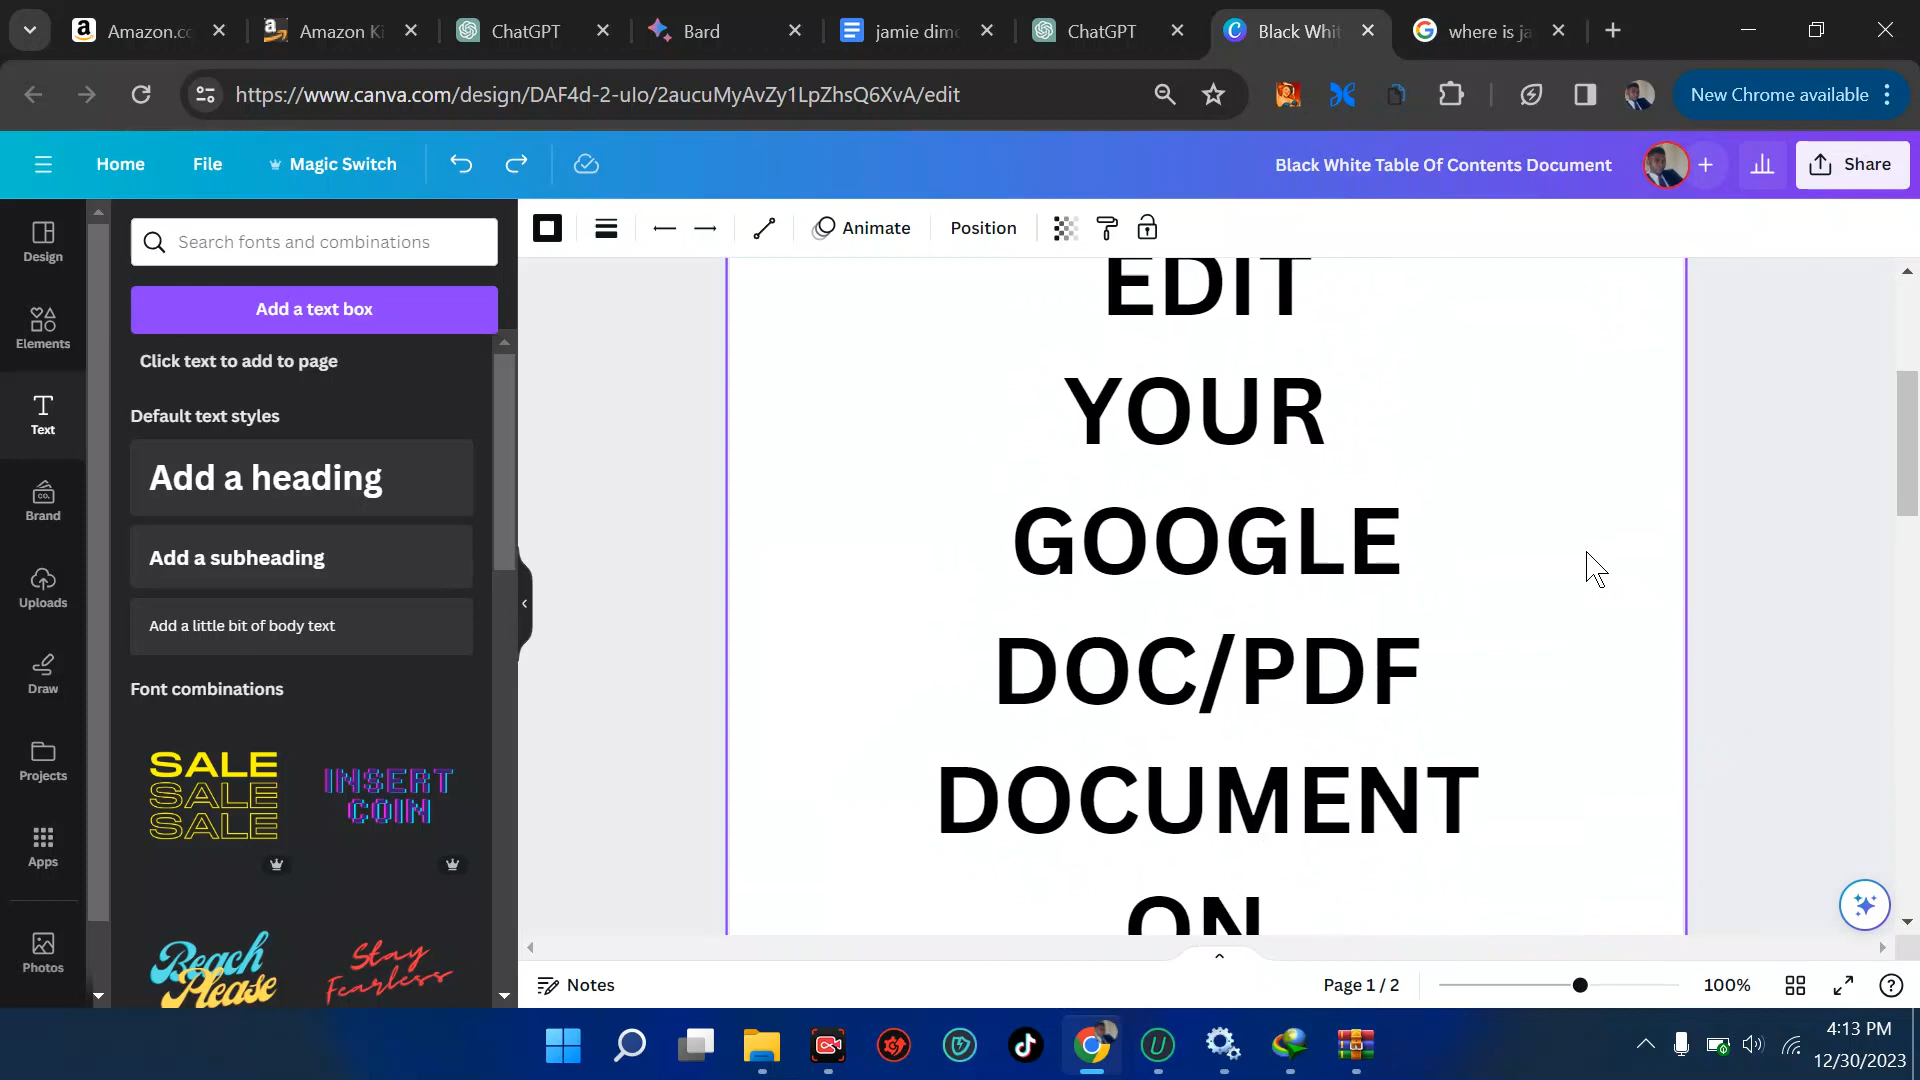 Amazon.co
Amazon Ki
ChatGPT
Bard
jamie dimo
ChatGPT
Black Whit
where is ja
https://www.canva.com/design/DAF4d-2-uIo/2aucuMyAvZy1LpZhsQ6XvA/edit
New Chrome available
Home
File
Magic Switch
Black White Table Of Contents Document
Share
Design
Elements
Text
Brand
Uploads
Draw
Projects
Apps
Photos
Search fonts and combinations
Add a text box
Click text to add to page
Default text styles
Add a heading
Add a subheading
Add a little bit of body text
Font combinations
SALE
SALE
SALE
INSERT
COIN
Beach
Please
Stay
Fearless
Animate
Position
EDIT
YOUR
GOOGLE
DOC/PDF
DOCUMENT
ON
Notes
Page 1 / 2
100%
4:13 PM
12/30/2023